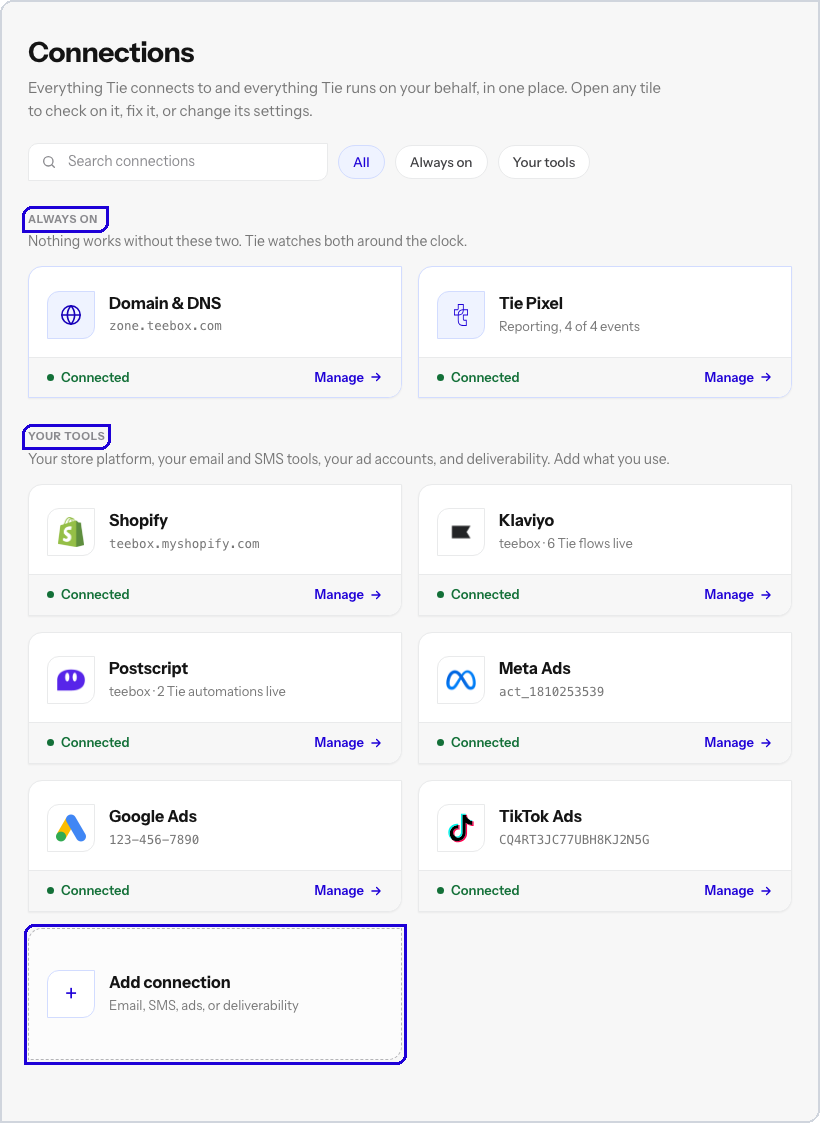 Connections
Everything Tie connects to and everything Tie runs on your behalf, in one place. Open any tile
to check on it, fix it, or change its settings.
Search connections
All
Always on
Your tools
ALWAYS ON
Nothing works without these two. Tie watches both around the clock.
Domain & DNS
zone.teebox.com
Connected
Manage →
Tie Pixel
Reporting, 4 of 4 events
Connected
Manage →
YOUR TOOLS
Your store platform, your email and SMS tools, your ad accounts, and deliverability. Add what you use.
Shopify
teebox.myshopify.com
Connected
Manage →
Klaviyo
teebox · 6 Tie flows live
Connected
Manage →
Postscript
teebox · 2 Tie automations live
Connected
Manage →
Meta Ads
act_1810253539
Connected
Manage →
Google Ads
123-456-7890
Connected
Manage →
TikTok Ads
CQ4RT3JC77UBH8KJ2N5G
Connected
Manage →
+
Add connection
Email, SMS, ads, or deliverability